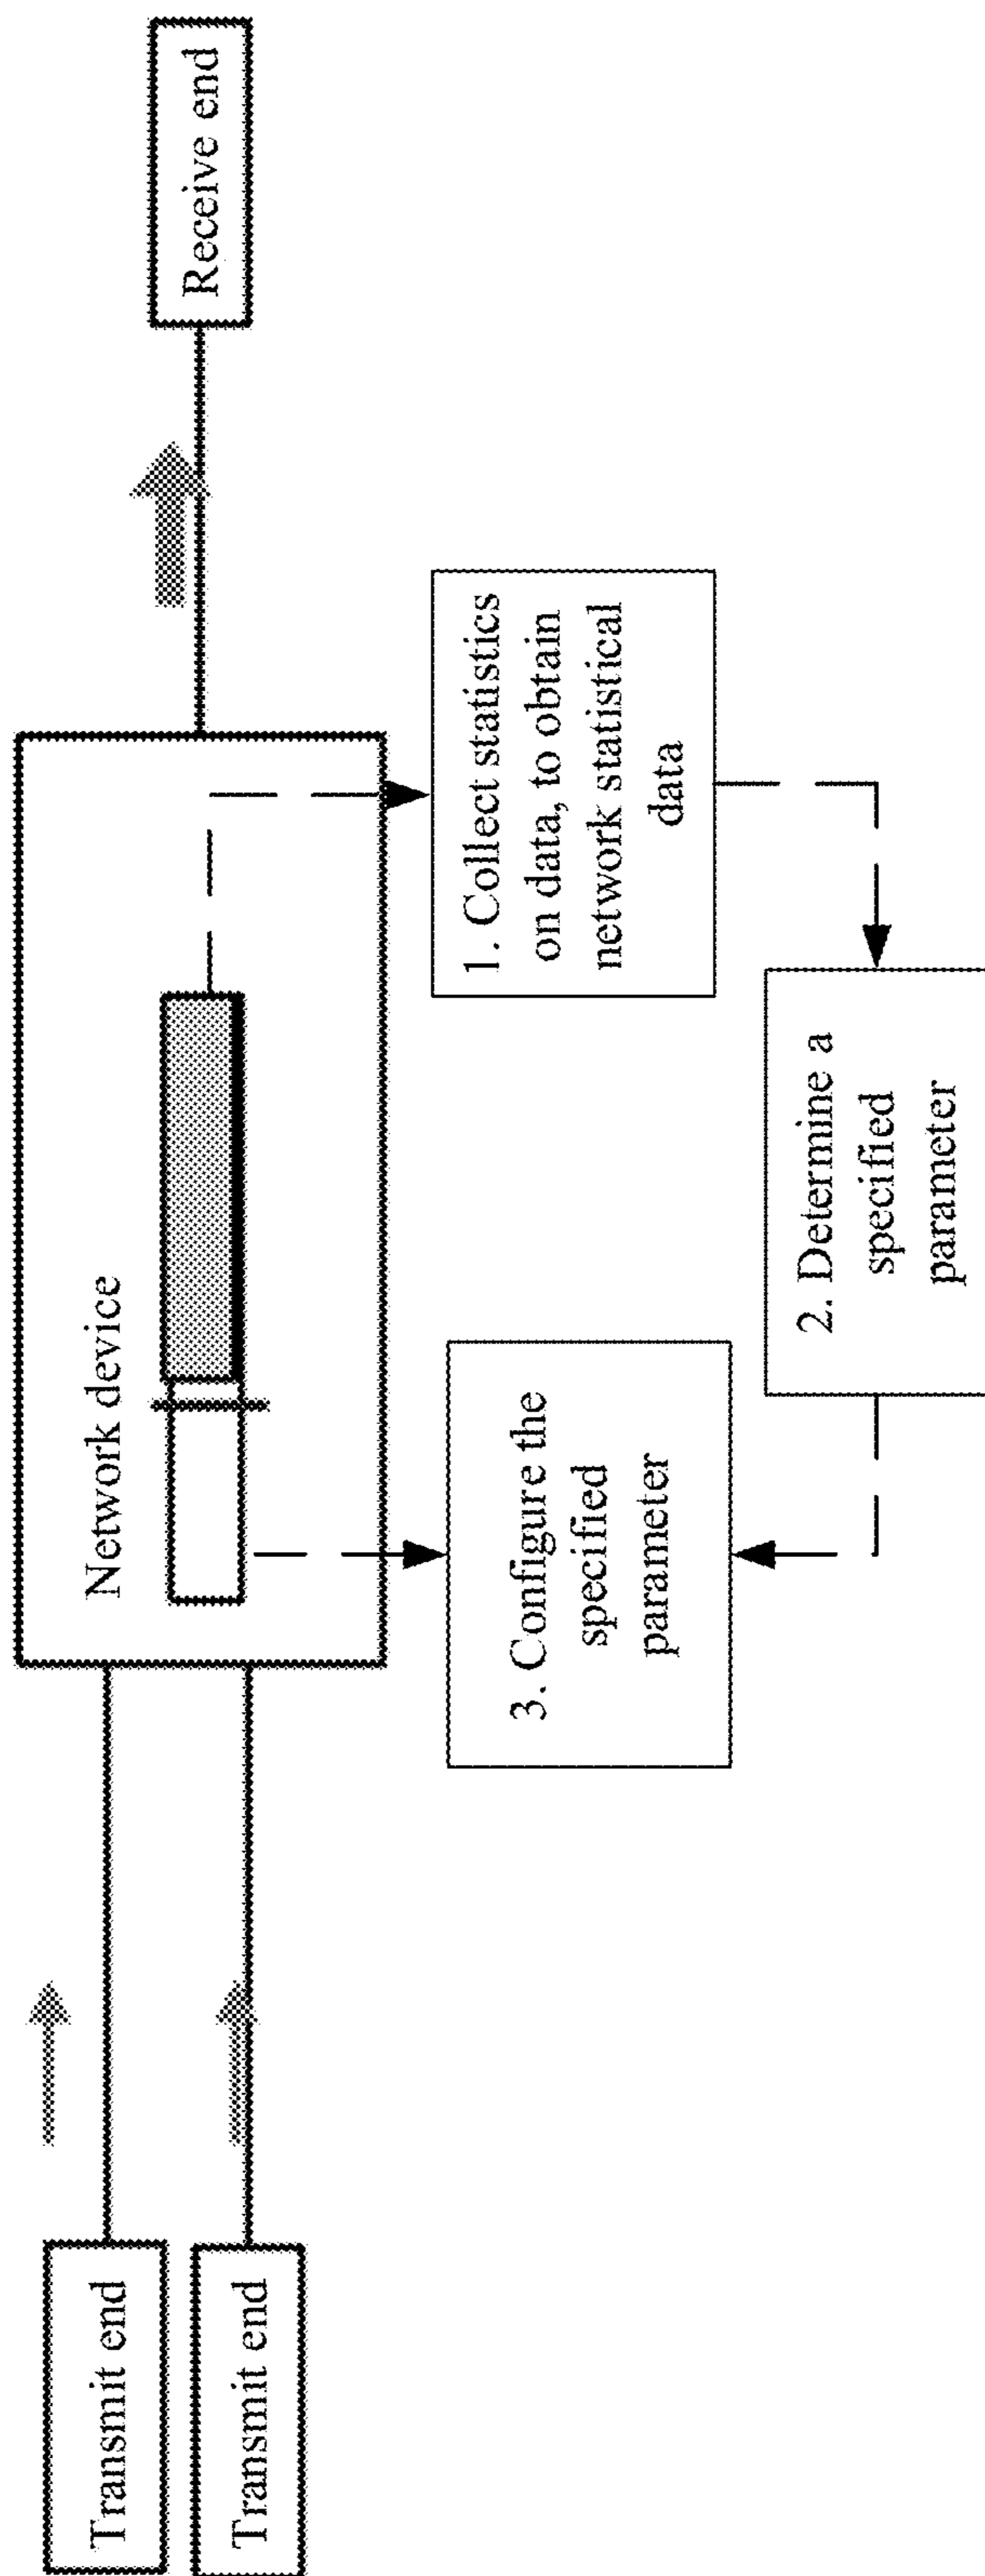 Transmit end
Transmit end
Network device
Receive end
1. Collect statistics
on data, to obtain
network statistical
data
2. Determine a
specified
parameter
3. Configure the
specified
parameter